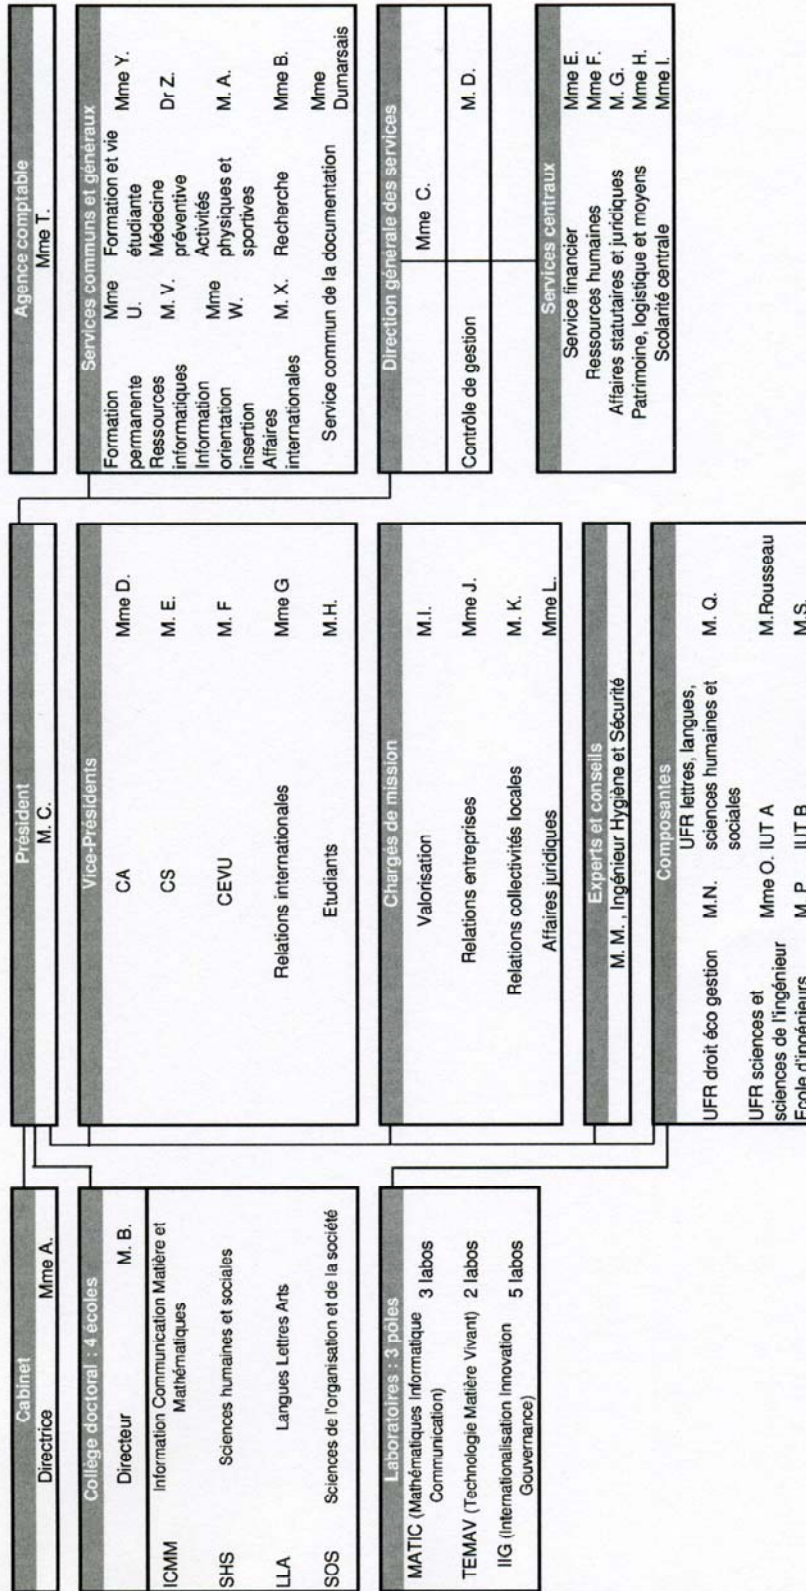 Cabinet
Directrice Mme A.
Collège doctoral : 4 écoles
Directeur M. B.
ICMM Information Communication Matière et
Mathématiques
SHS Sciences humaines et sociales
LLA Langues Lettres Arts
SOS Sciences de l'organisation et de la société
Laboratoires : 3 pôles
MATIC (Mathématiques Informatique 3 labos
Communication)
TEMAV (Technologie Matière Vivant) 2 labos
IIG (Internationalisation Innovation 5 labos
Gouvernance)
Président
M. C.
Vice-Présidents
CA Mme D.
CS M. E.
CEVU M. F
Relations internationales Mme G
Etudiants M.H.
Chargés de mission
Valorisation M.I.
Relations entreprises Mme J.
Relations collectivités locales M. K.
Affaires juridiques Mme L.
Experts et conseils
M. M. , Ingénieur Hygiène et Sécurité
Composantes
UFR droit éco gestion M.N. UFR lettres, langues, M. Q.
sciences humaines et
sociales
UFR sciences et Mme O. IUT A M.Rousseau
sciences de l'ingénieur
Ecole d'ingénieurs M. P. IUT B M.S.
Agence comptable
Mme T.
Services communs et généraux
Formation Mme Formation et vie Mme Y.
permanente U. étudiante
Ressources M. V. Médecine Dr Z.
informatiques préventive
Information Mme Activités M. A.
orientation W. physiques et
insertion sportives
Affaires M. X. Recherche Mme B.
internationales
Service commun de la documentation Mme
Dumarsais
Direction générale des services
Mme C.
Contrôle de gestion M. D.
Services centraux
Service financier Mme E.
Ressources humaines Mme F.
Affaires statutaires et juridiques M. G.
Patrimoine, logistique et moyens Mme H.
Scolarité centrale Mme I.